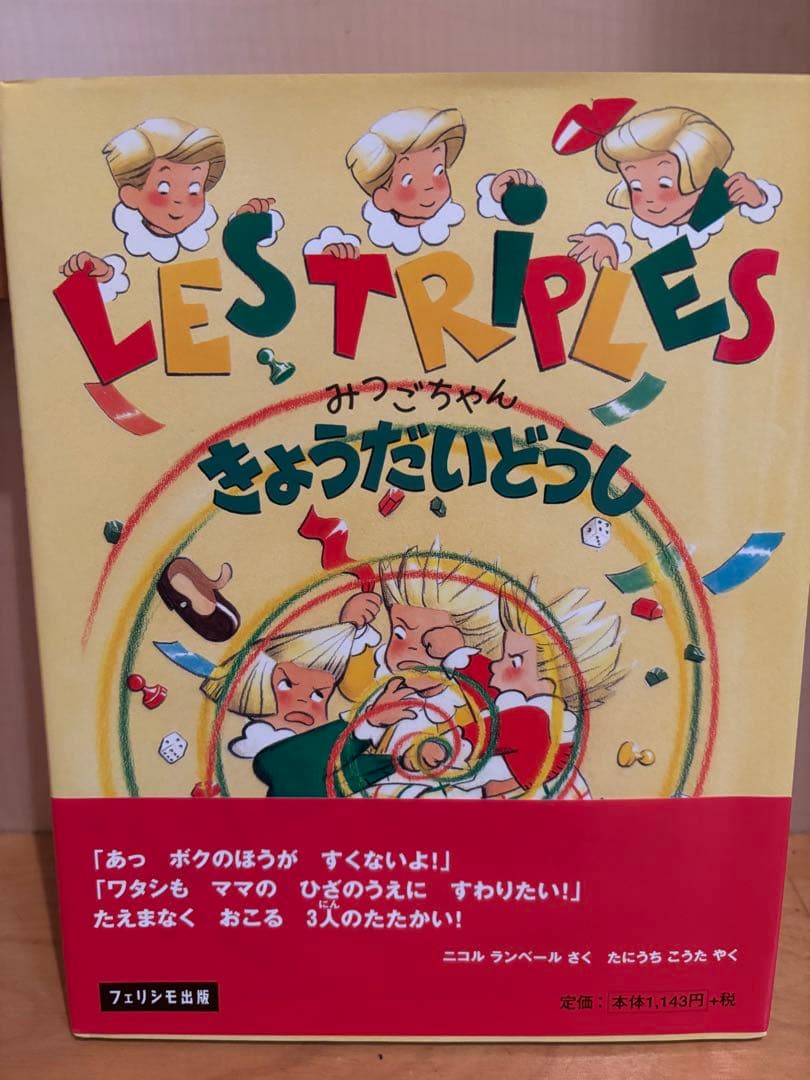 LES TRiPLÉS
みつごちゃん
きょうだいどうし
「あっ ボクのほうが すくないよ!」
「ワタシも ママの ひざのうえに すわりたい!」
たえまなく おこる 3人のたたかい!
にん
ニコル ランベール さく たにうち こうた やく
フェリシモ出版
定価:本体1,143円+税